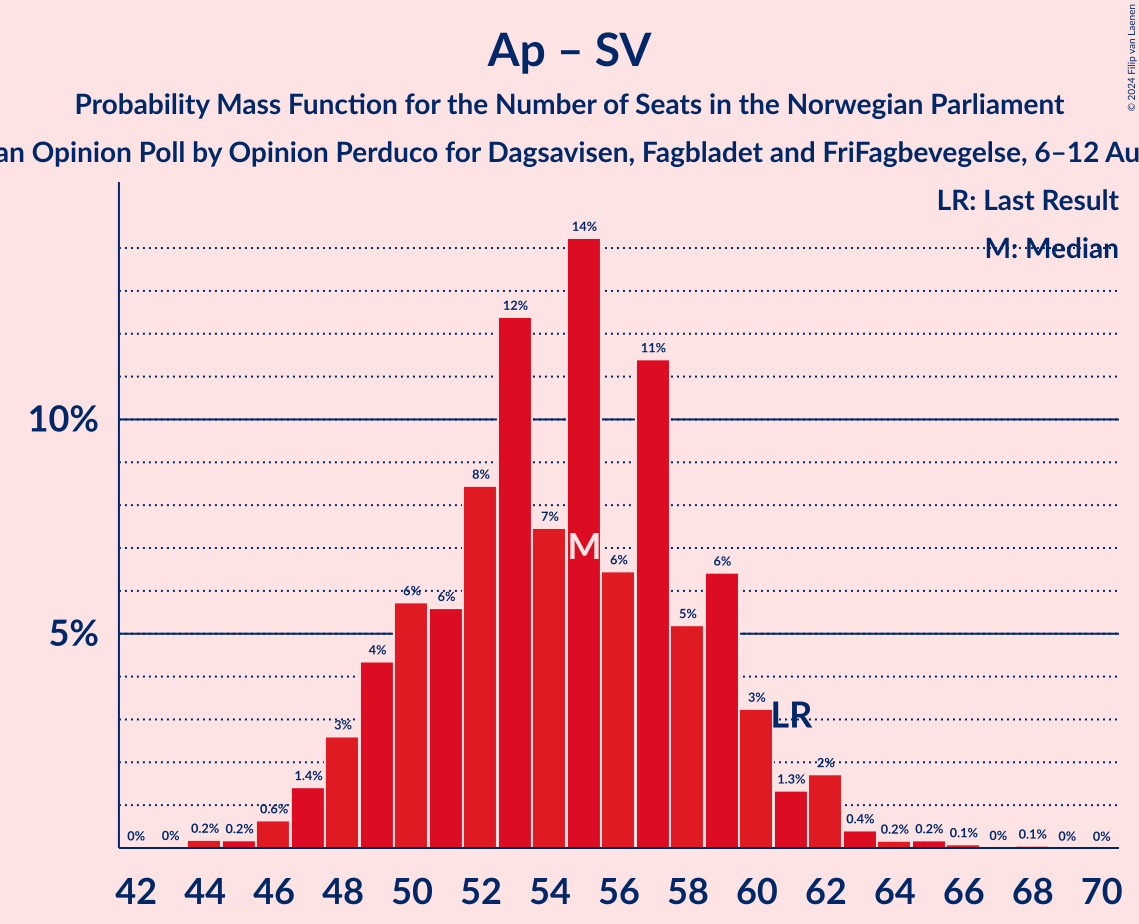 Ap – SV
Probability Mass Function for the Number of Seats in the Norwegian Parliament
an Opinion Poll by Opinion Perduco for Dagsavisen, Fagbladet and FriFagbevegelse, 6–12 Au
© 2024 Filip van Laenen
LR: Last Result
M: Median
10%
5%
0% 0% 0.2% 0.2% 0.6% 1.4% 3% 4% 6% 6% 8% 12% 7% 14% 6% 11% 5% 6% 3% 1.3% 2% 0.4% 0.2% 0.2% 0.1% 0% 0.1% 0% 0%
M
LR
42 44 46 48 50 52 54 56 58 60 62 64 66 68 70